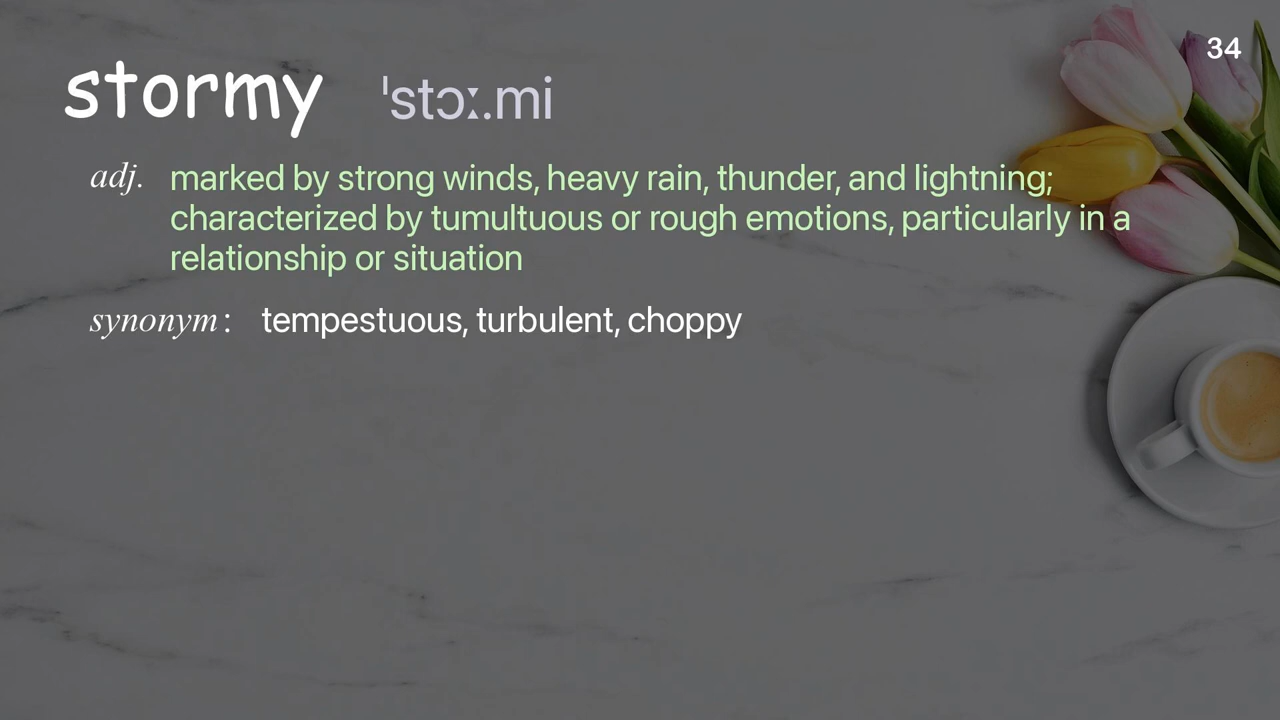 34
stormy ˈstɔː.mi
adj. marked by strong winds, heavy rain, thunder, and lightning;
characterized by tumultuous or rough emotions, particularly in a
relationship or situation
synonym: tempestuous, turbulent, choppy